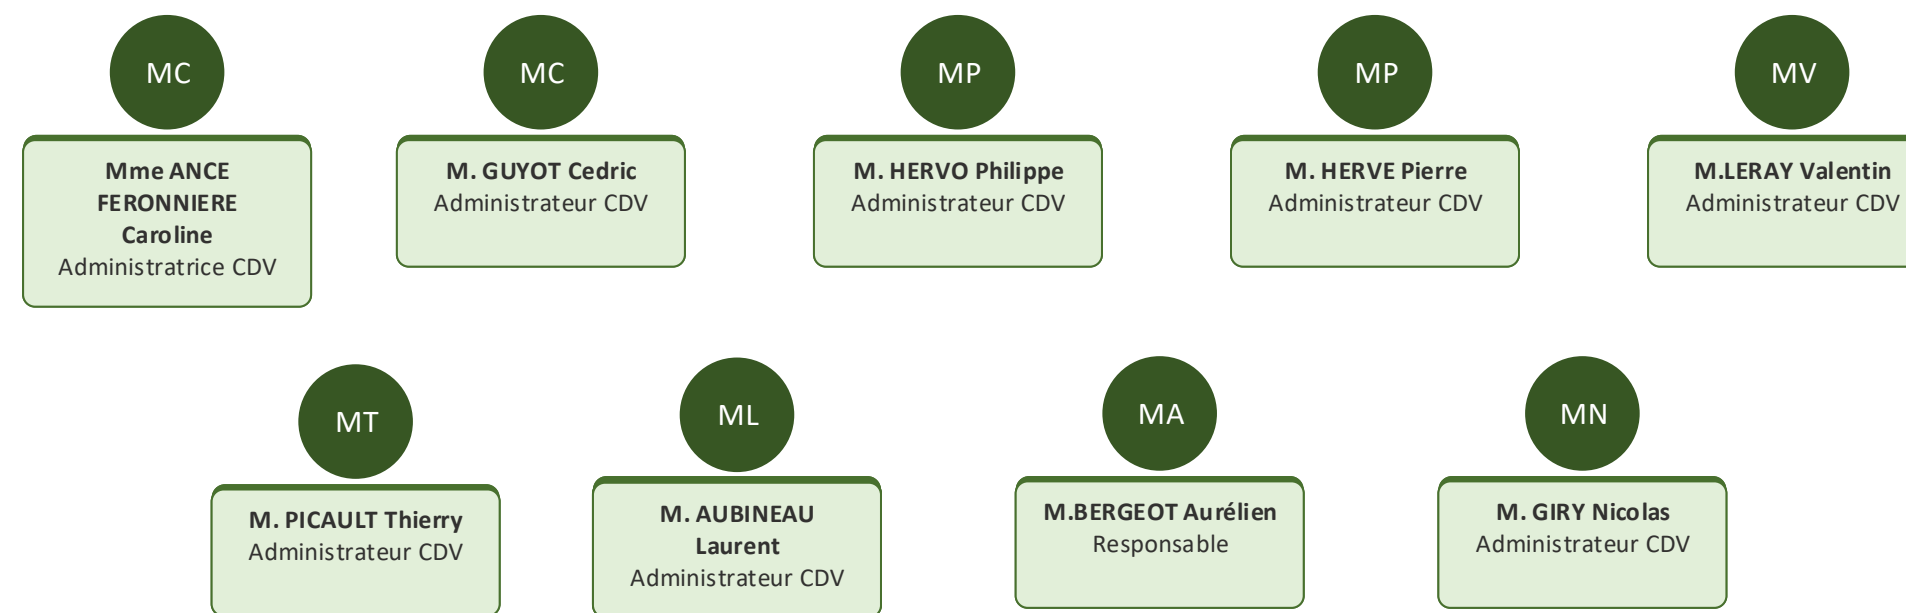 MC
Mme ANCE
FERONNIERE
Caroline
Administratrice CDV
MC
M. GUYOT Cedric
Administrateur CDV
MP
M. HERVO Philippe
Administrateur CDV
MP
M. HERVE Pierre
Administrateur CDV
MV
M.LERAY Valentin
Administrateur CDV
MT
M. PICAULT Thierry
Administrateur CDV
ML
M. AUBINEAU
Laurent
Administrateur CDV
MA
M.BERGEOT Aurélien
Responsable
MN
M. GIRY Nicolas
Administrateur CDV